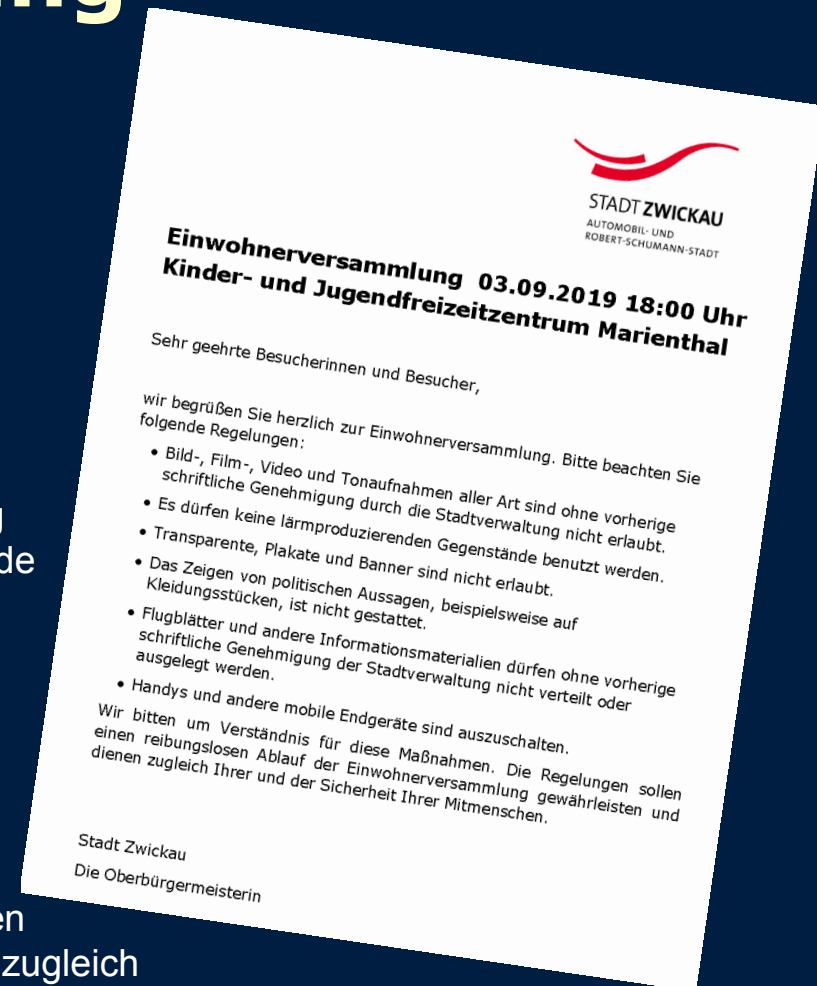 ng
STADT ZWICKAU
AUTOMOBIL- UND
ROBERT-SCHUMANN-STADT
Einwohnerversammlung 03.09.2019 18:00 Uhr
Kinder- und Jugendfreizeitzentrum Marienthal
Sehr geehrte Besucherinnen und Besucher,
wir begrüßen Sie herzlich zur Einwohnerversammlung. Bitte beachten Sie
folgende Regelungen:
• Bild-, Film-, Video und Tonaufnahmen aller Art sind ohne vorherige
schriftliche Genehmigung durch die Stadtverwaltung nicht erlaubt.
• Es dürfen keine lärmproduzierenden Gegenstände benutzt werden.
• Transparente, Plakate und Banner sind nicht erlaubt.
• Das Zeigen von politischen Aussagen, beispielsweise auf
Kleidungsstücken, ist nicht gestattet.
• Flugblätter und andere Informationsmaterialien dürfen ohne vorherige
schriftliche Genehmigung der Stadtverwaltung nicht verteilt oder
ausgelegt werden.
• Handys und andere mobile Endgeräte sind auszuschalten.
Wir bitten um Verständnis für diese Maßnahmen. Die Regelungen sollen
einen reibungslosen Ablauf der Einwohnerversammlung gewährleisten und
dienen zugleich Ihrer und der Sicherheit Ihrer Mitmenschen.
Stadt Zwickau
Die Oberbürgermeisterin
g
de
en
zugleich